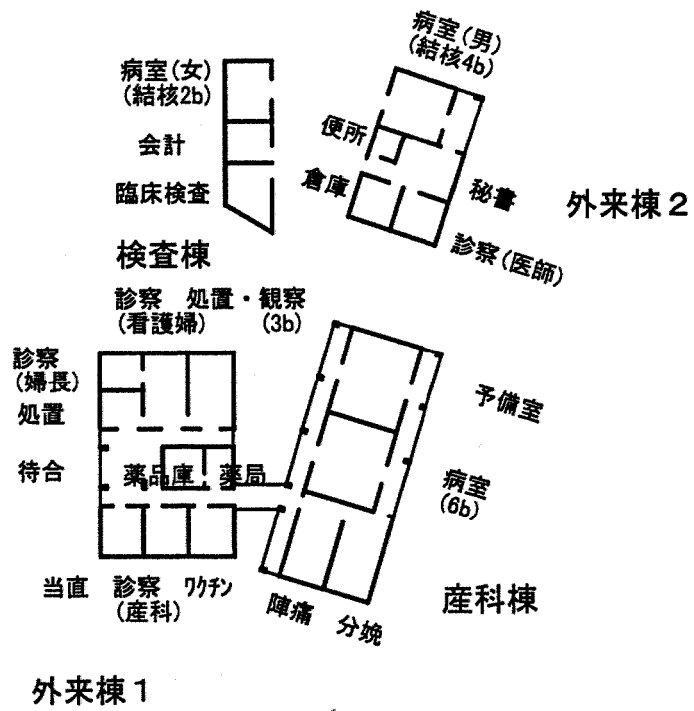 病室(女)
(結核2b)
会計
臨床検査
検査棟
病室(男)
(結核4b)
便所
倉庫
秘書
診察(医師)
外来棟2
診察 処置・観察
(看護婦) (3b)
診察
(婦長)
処置
待合
薬品庫 薬局
当直 診察 ワクチン
(産科)
外来棟1
予備室
病室
(6b)
陣痛 分娩
産科棟